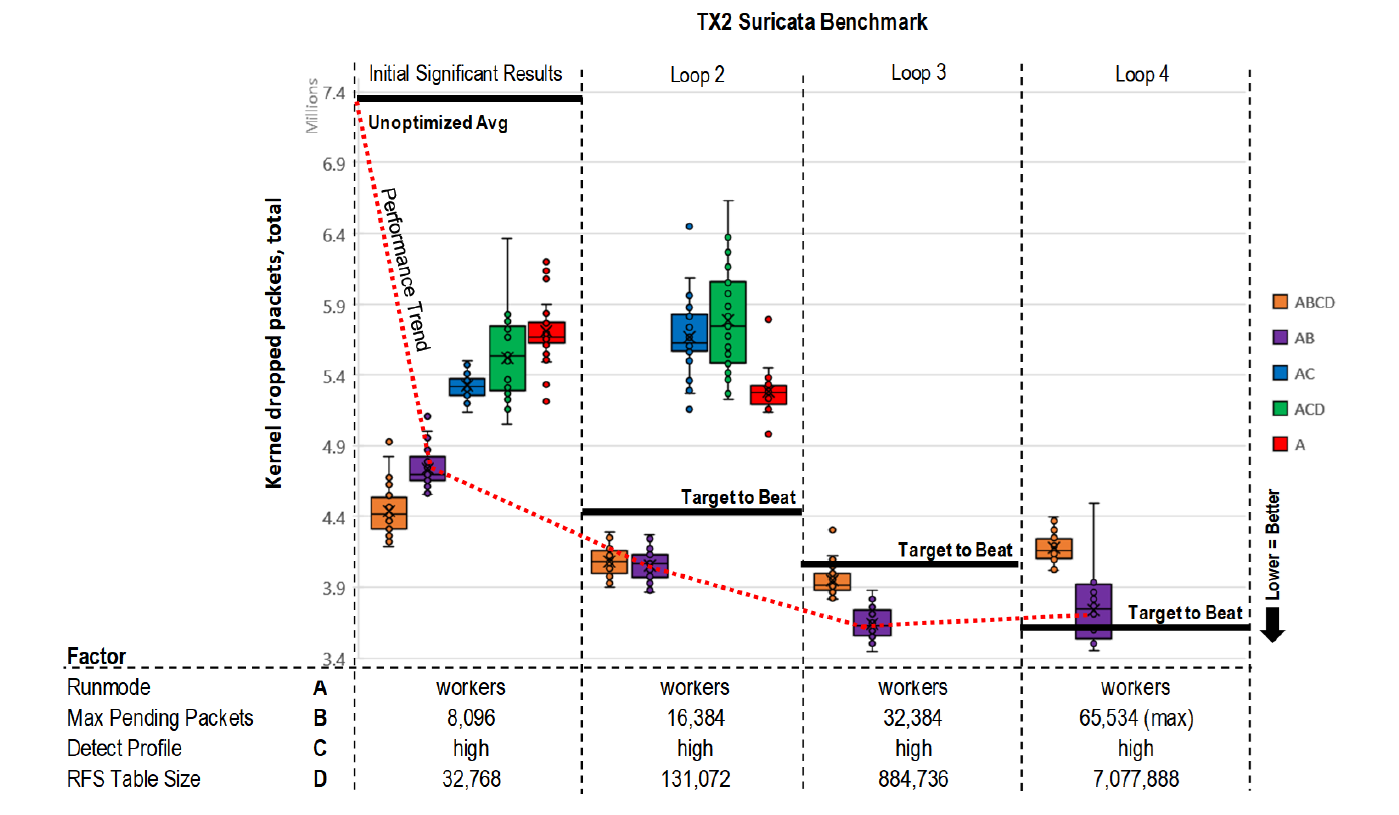 TX2 Suricata Benchmark
Initial Significant Results
Loop 2
Loop 3
Loop 4
Millions
7.4
Unoptimized Avg
6.9
Performance Trend
Kernel dropped packets, total
6.4
5.9
ABCD
AB
AC
5.4
ACD
A
4.9
Target to Beat
4.4
Target to Beat
Lower = Better
3.9
Target to Beat
3.4
Factor
Runmode A workers workers workers workers
Max Pending Packets B 8,096 16,384 32,384 65,534 (max)
Detect Profile C high high high high
RFS Table Size D 32,768 131,072 884,736 7,077,888